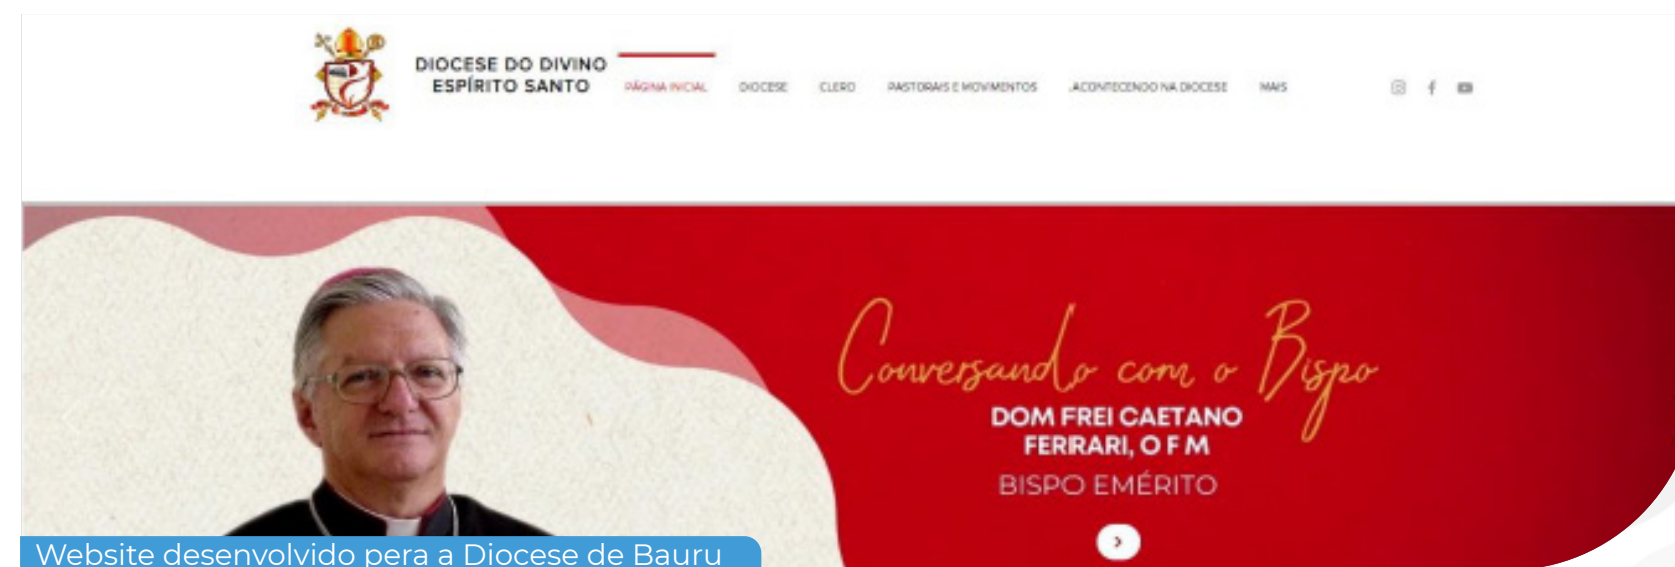 DIOCESE DO DIVINO
ESPÍRITO SANTO
PÁGINA INICIAL DIOCESE CLERO PASTORAIS E MOVIMENTOS .ACONTECENDO NA DIOCESE MAIS
Conversando com o Bispo
DOM FREI CAETANO
FERRARI, O F M
BISPO EMÉRITO
Website desenvolvido pera a Diocese de Bauru